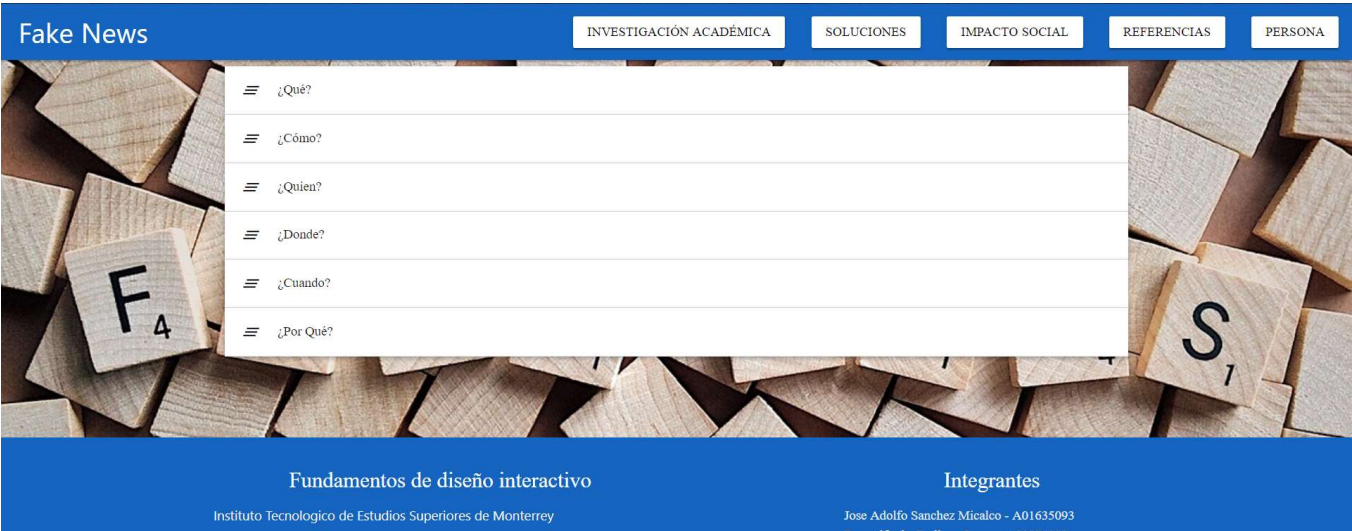 Fake News
INVESTIGACIÓN ACADÉMICA SOLUCIONES IMPACTO SOCIAL REFERENCIAS PERSONA
¿Qué?
¿Cómo?
¿Quien?
¿Donde?
¿Cuando?
¿Por Qué?
F4
S1
Fundamentos de diseño interactivo
Integrantes
Instituto Tecnologico de Estudios Superiores de Monterrey
Jose Adolfo Sanchez Micalco - A01635093